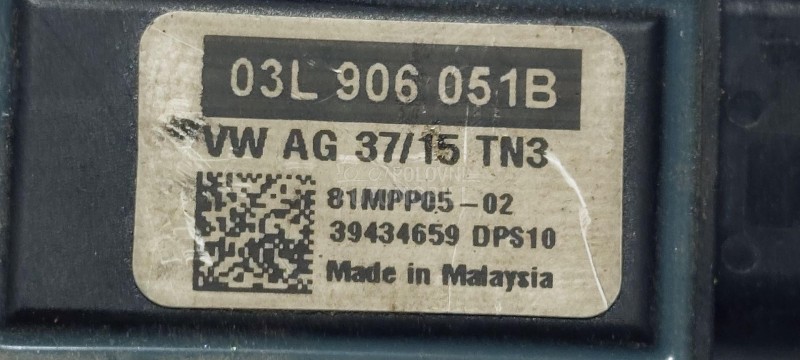 03L 906 051B
VW AG 37/15 TN3
81MPP05-02
39434659 DPS10
Made in Malaysia